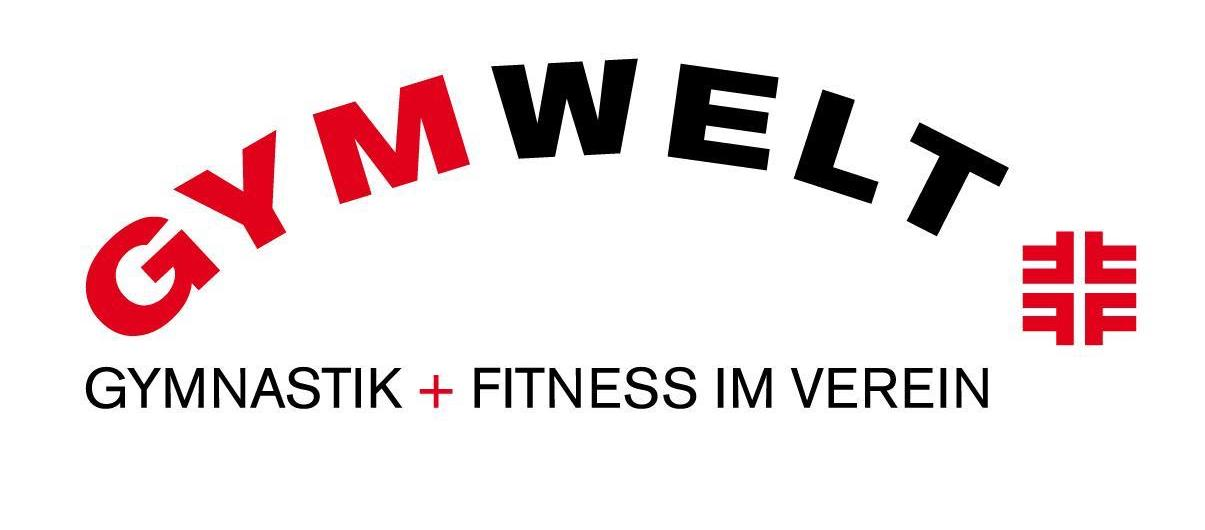 GYMWELT
GYMNASTIK + FITNESS IM VEREIN